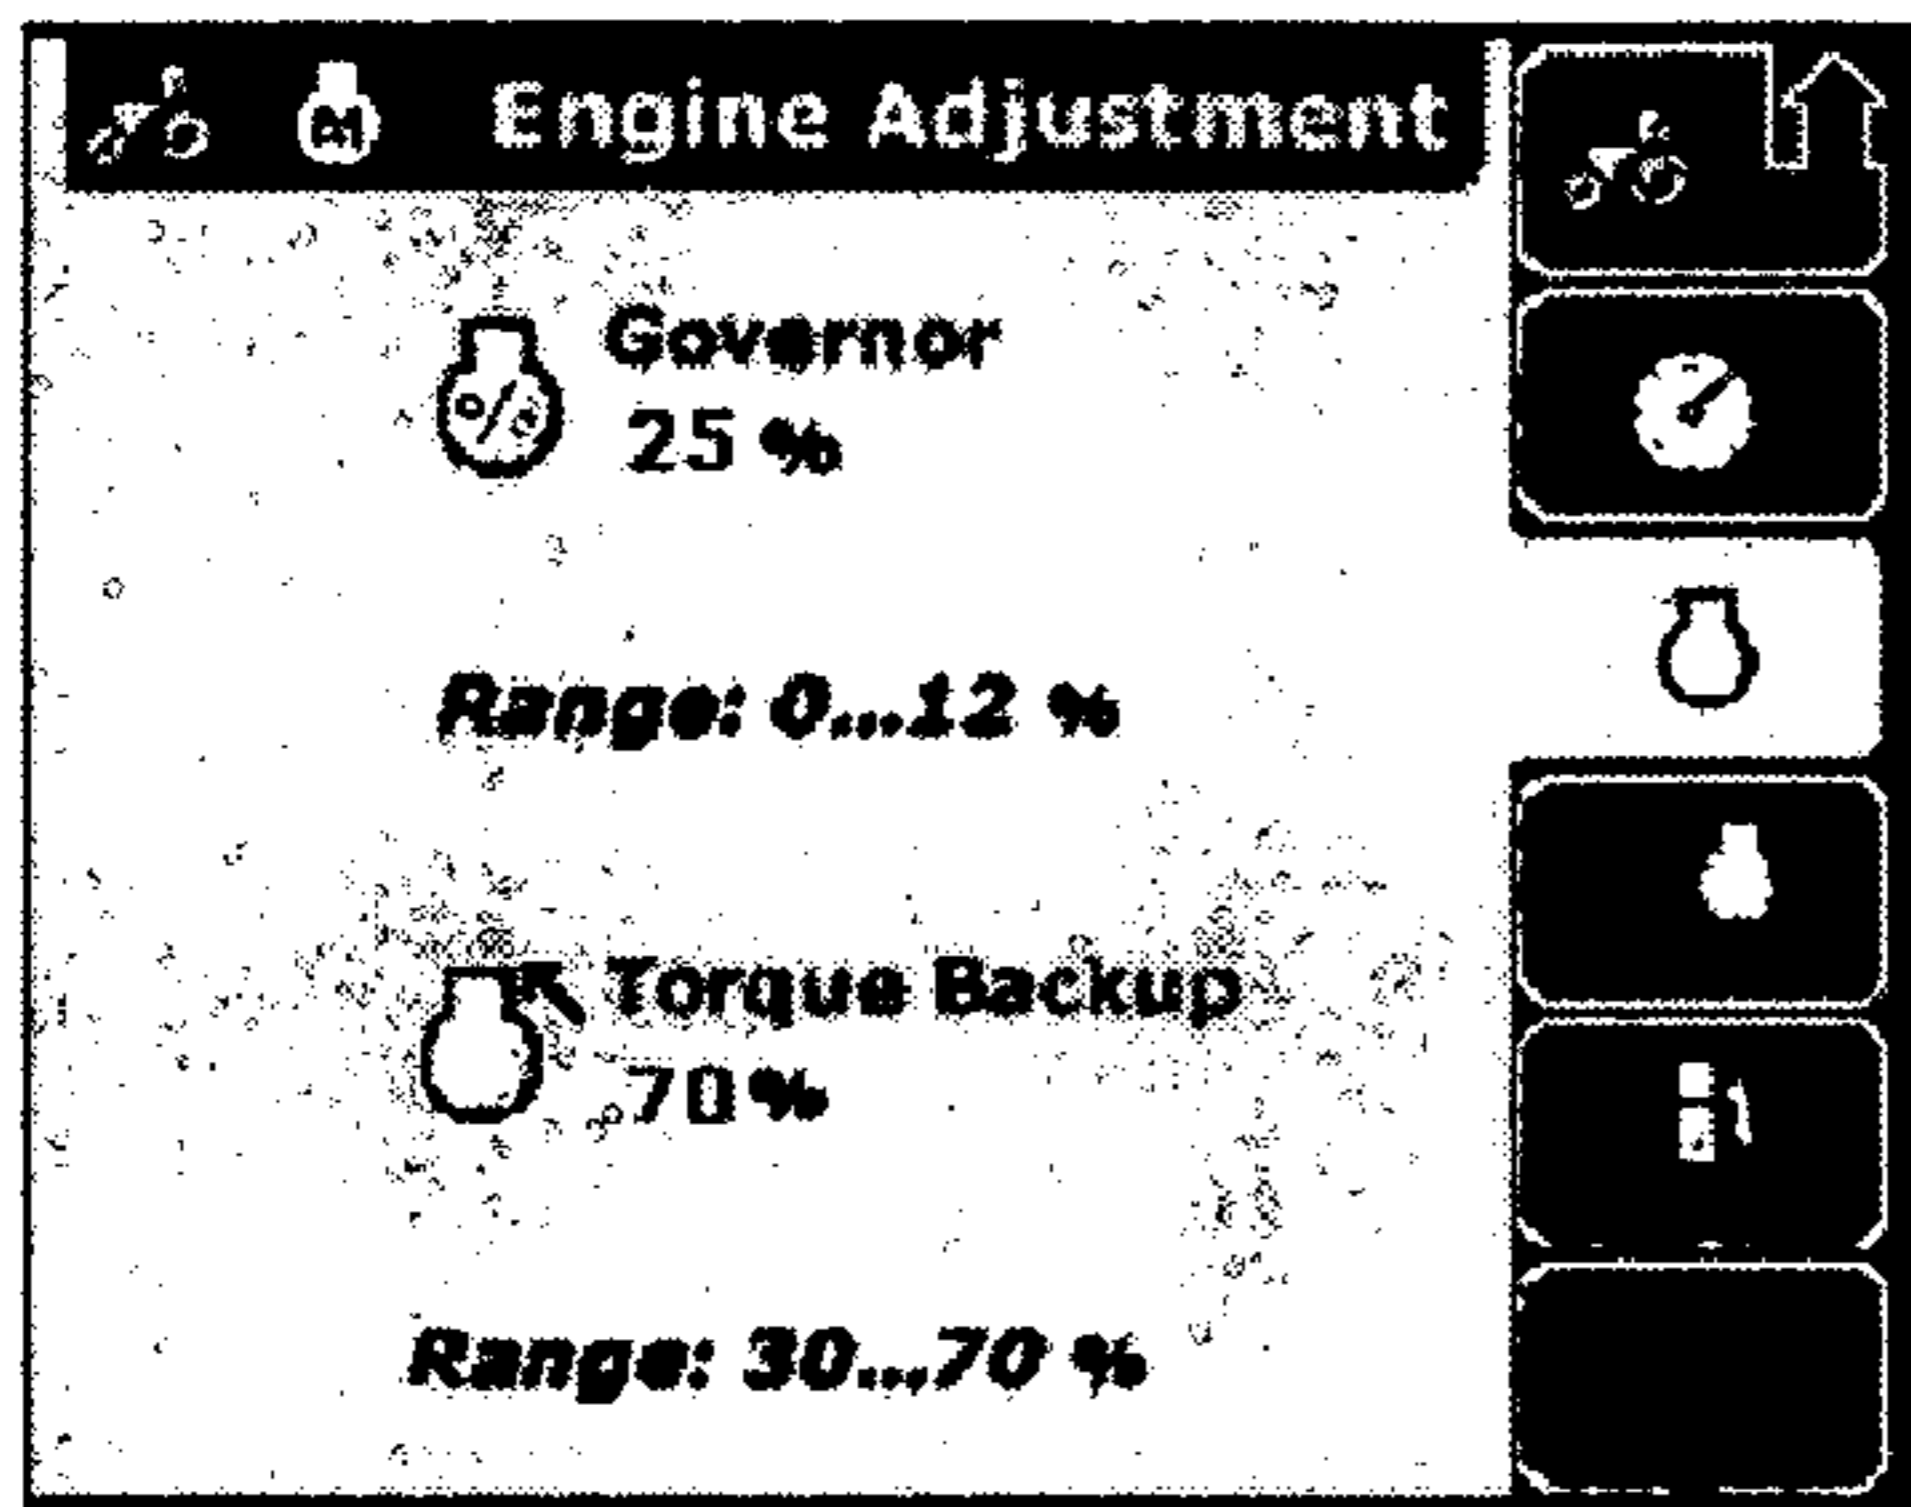 Engine Adjustment
Governor
25 %
Range: 0...12 %
Torque Backup
70 %
Range: 30...70 %